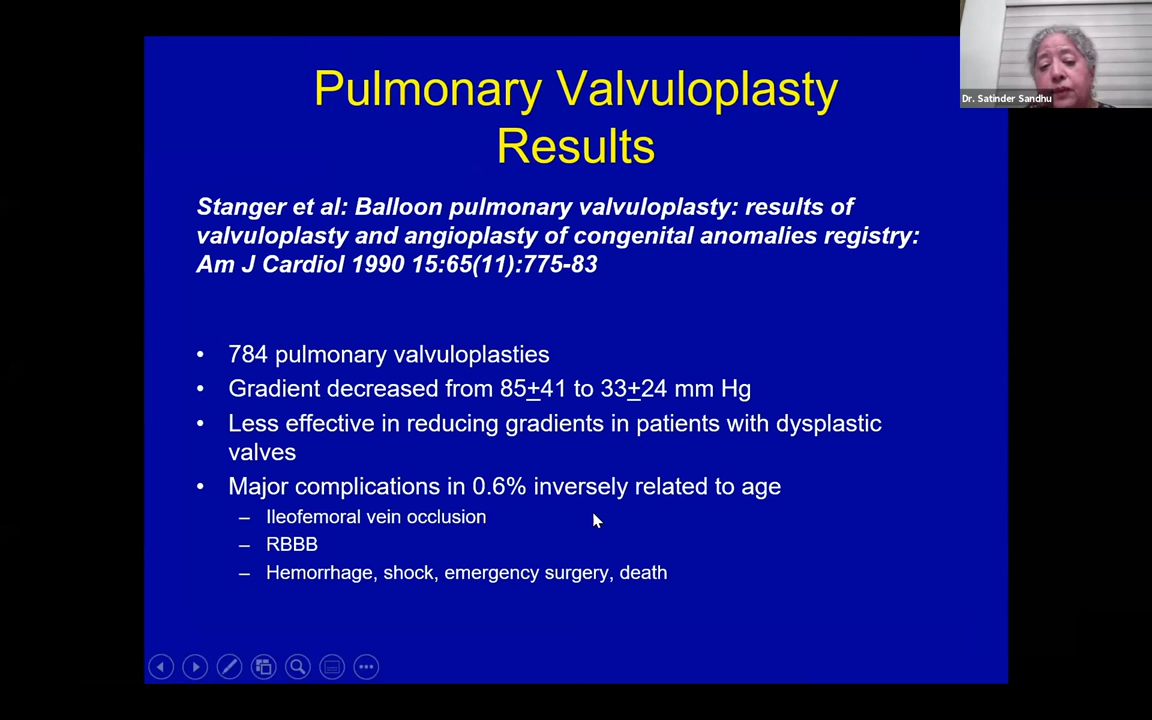 Pulmonary Valvuloplasty
Results
Dr. Satinder Sandhu
Stanger et al: Balloon pulmonary valvuloplasty: results of
valvuloplasty and angioplasty of congenital anomalies registry:
Am J Cardiol 1990 15:65(11):775-83
• 784 pulmonary valvuloplasties
• Gradient decreased from 85±41 to 33±24 mm Hg
• Less effective in reducing gradients in patients with dysplastic
valves
• Major complications in 0.6% inversely related to age
– Ileofemoral vein occlusion
– RBBB
– Hemorrhage, shock, emergency surgery, death